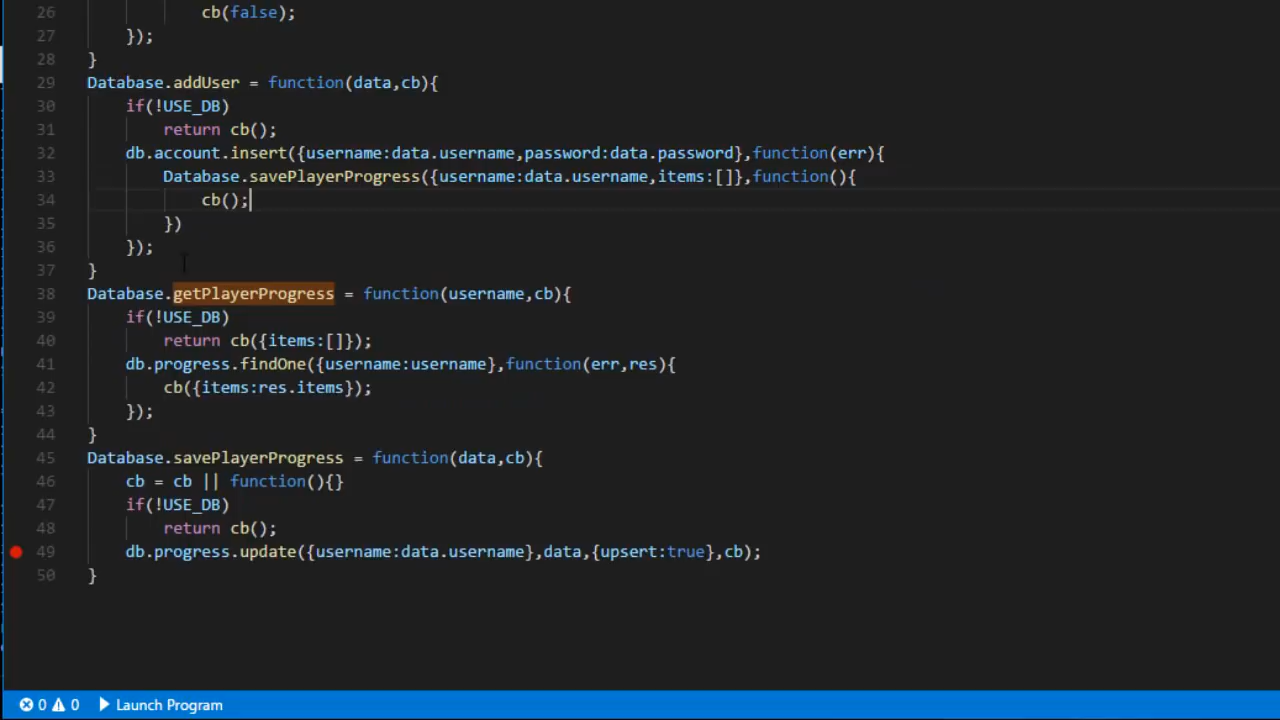 26 cb(false);
27 });
28 }
29 Database.addUser = function(data,cb){
30 if(!USE_DB)
31 return cb();
32 db.account.insert({username:data.username,password:data.password},function(err){
33 Database.savePlayerProgress({username:data.username,items:[]},function(){
34 cb();
35 })
36 });
37 }
38 Database.getPlayerProgress = function(username,cb){
39 if(!USE_DB)
40 return cb({items:[]});
41 db.progress.findOne({username:username},function(err,res){
42 cb({items:res.items});
43 });
44 }
45 Database.savePlayerProgress = function(data,cb){
46 cb = cb || function(){}
47 if(!USE_DB)
48 return cb();
49 db.progress.update({username:data.username},data,{upsert:true},cb);
50 }
0 0 Launch Program